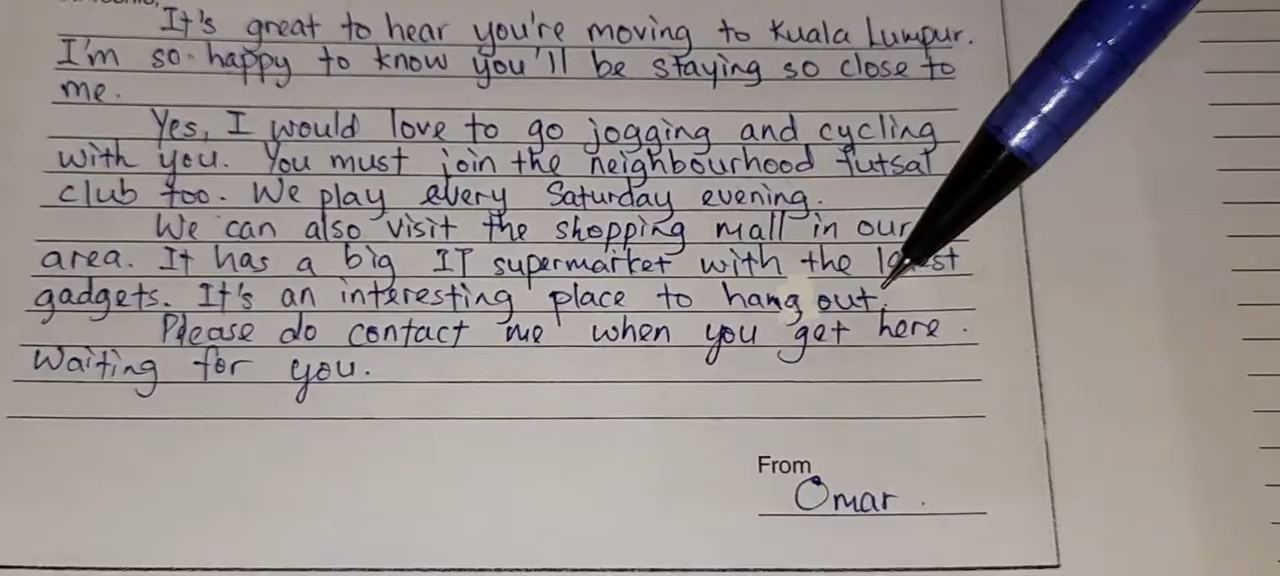 It's great to hear you're moving to Kuala Lumpur.
I'm so happy to know you'll be staying so close to
me.
Yes, I would love to go jogging and cycling
with you. You must join the neighbourhood futsal
club too. We play every Saturday evening.
We can also visit the shopping mall in our
area. It has a big IT supermarket with the latest
gadgets. It's an interesting place to hang out.
Please do contact me when you get here.
Waiting for you.
From
Omar.